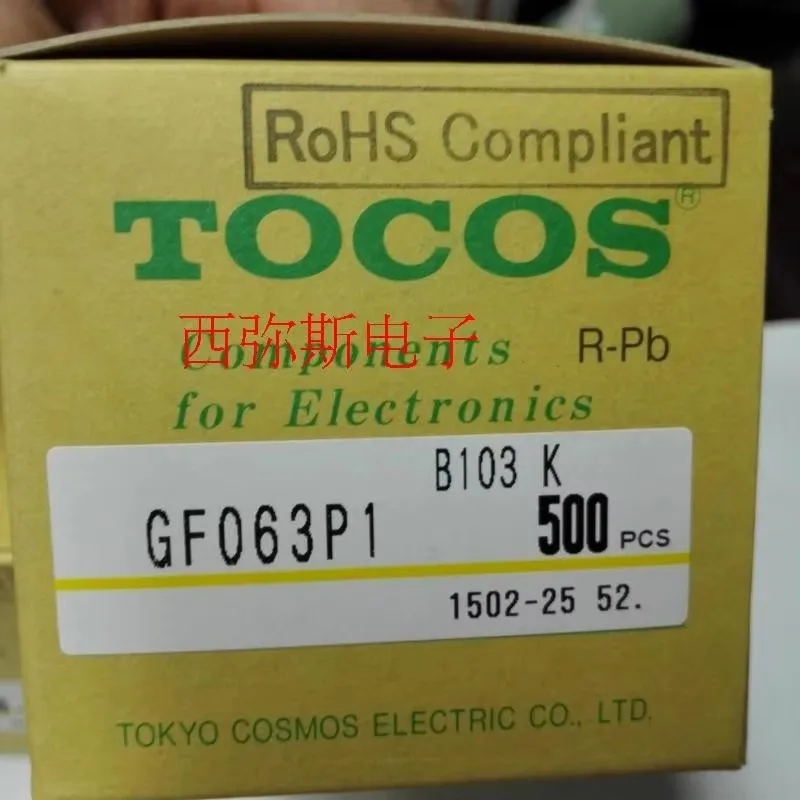 RoHS Compliant
TOCOS®
西弥斯电子
Components R-Pb
for Electronics
B103 K
GF063P1 500 PCS
1502-25 52.
TOKYO COSMOS ELECTRIC CO., LTD.